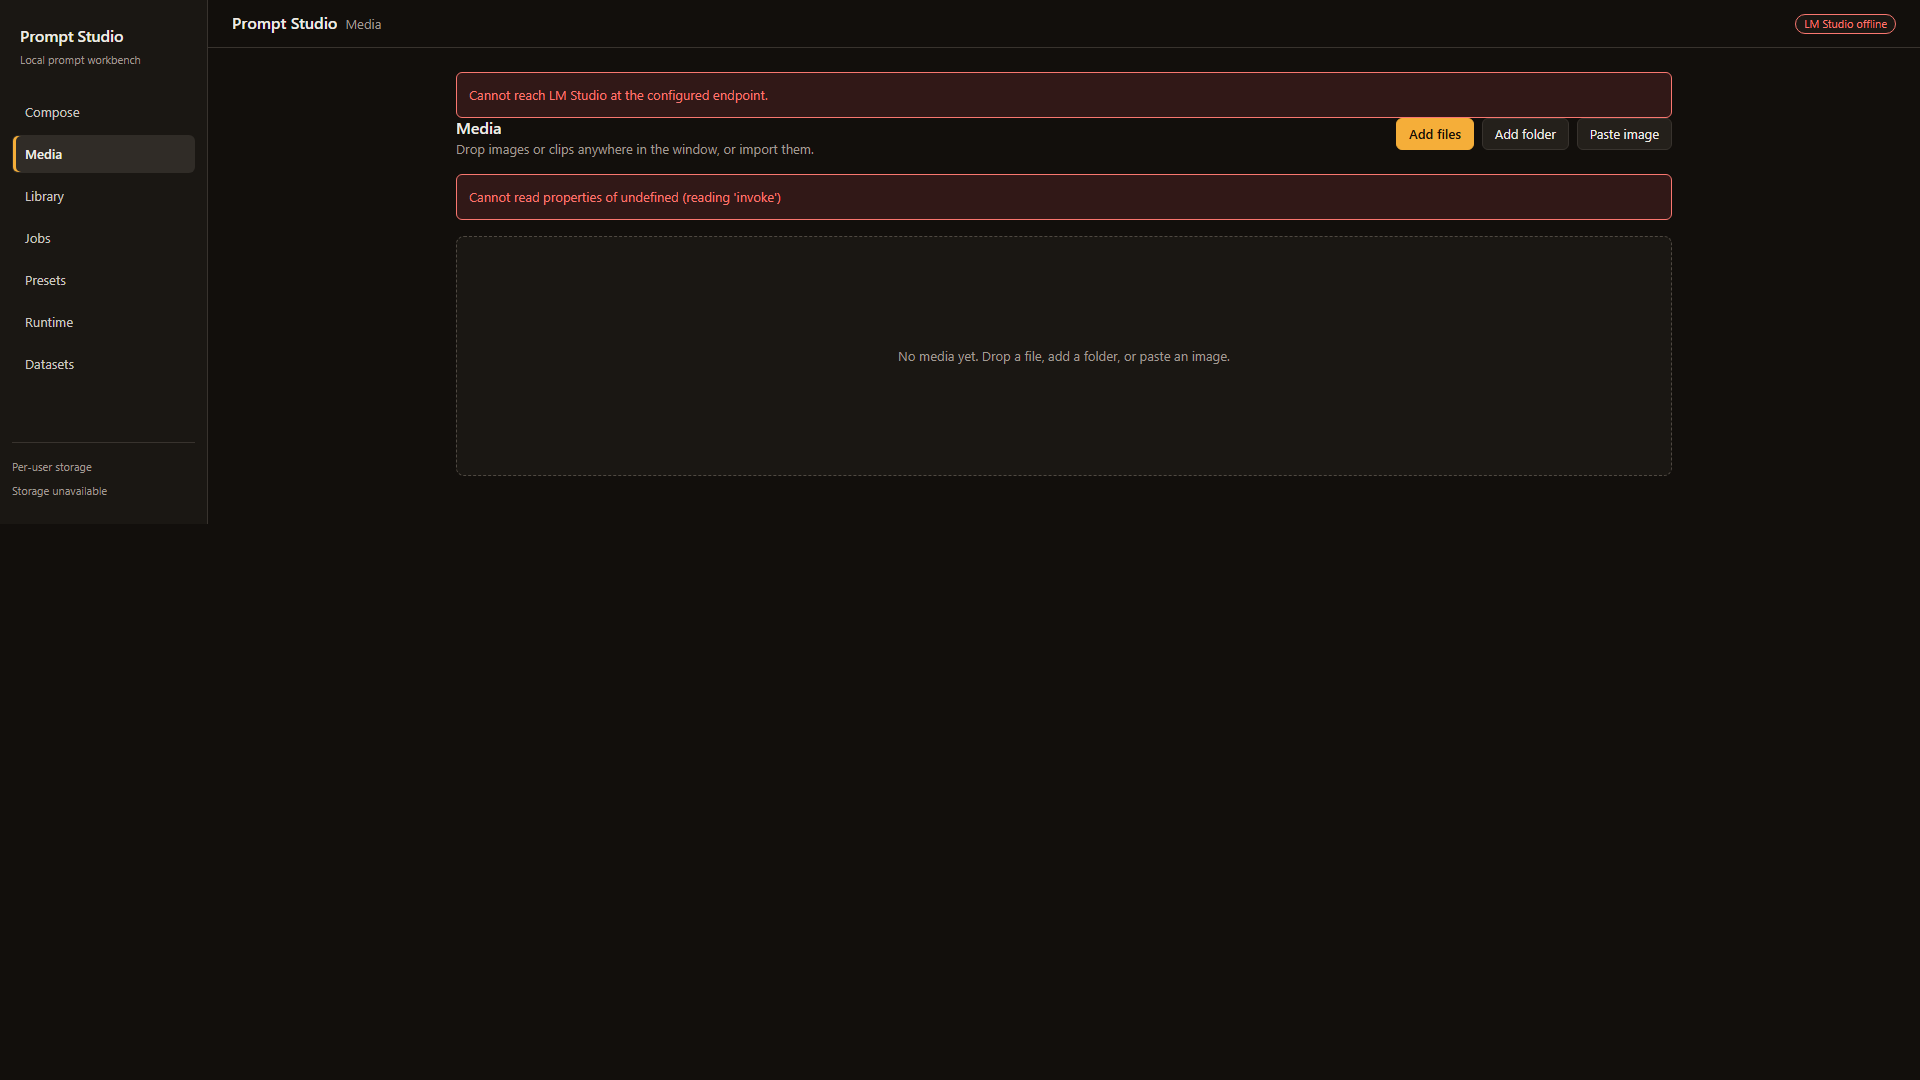 Prompt Studio
Local prompt workbench
Compose
Media
Library
Jobs
Presets
Runtime
Datasets
Per-user storage
Storage unavailable
Prompt Studio Media
LM Studio offline
Cannot reach LM Studio at the configured endpoint.
Media
Drop images or clips anywhere in the window, or import them.
Add files
Add folder
Paste image
Cannot read properties of undefined (reading 'invoke')
No media yet. Drop a file, add a folder, or paste an image.